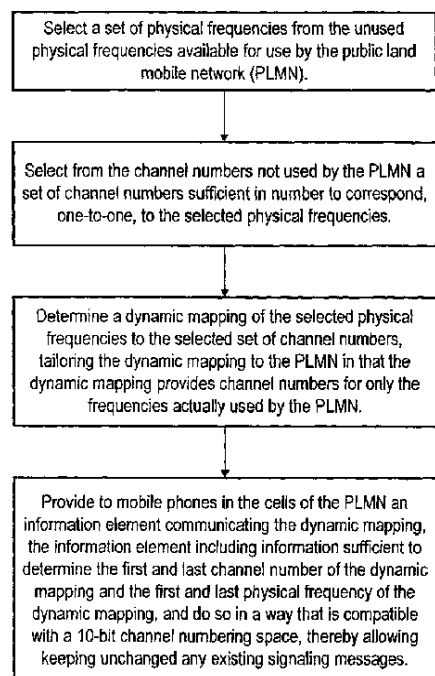 Select a set of physical frequencies from the unused
physical frequencies available for use by the public land
mobile network (PLMN).
Select from the channel numbers not used by the PLMN a
set of channel numbers sufficient in number to correspond,
one-to-one, to the selected physical frequencies.
Determine a dynamic mapping of the selected physical
frequencies to the selected set of channel numbers,
tailoring the dynamic mapping to the PLMN in that the
dynamic mapping provides channel numbers for only the
frequencies actually used by the PLMN.
Provide to mobile phones in the cells of the PLMN an
information element communicating the dynamic mapping,
the information element including information sufficient to
determine the first and last channel number of the dynamic
mapping and the first and last physical frequency of
the dynamic mapping, and do so in a way that is compatible
with a 10-bit channel numbering space, thereby allowing
keeping unchanged any existing signaling messages.